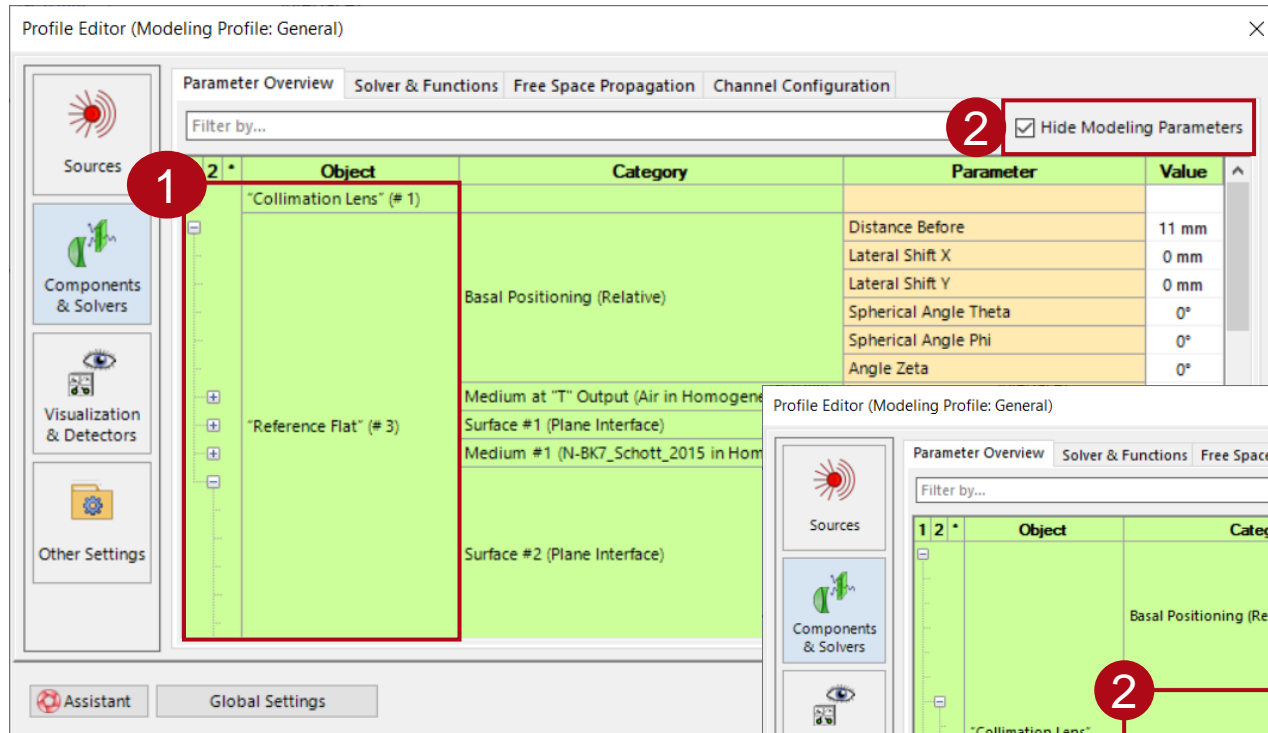 Profile Editor (Modeling Profile: General)
Parameter Overview Solver & Functions Free Space Propagation Channel Configuration
Filter by...
2
Hide Modeling Parameters
Sources
1
2 * Object Category Parameter Value
"Collimation Lens" (# 1)
Distance Before 11 mm
Lateral Shift X 0 mm
Lateral Shift Y 0 mm
Basal Positioning (Relative)
Spherical Angle Theta 0°
Spherical Angle Phi 0°
Angle Zeta 0°
Components
& Solvers
Medium at "T" Output (Air in Homogene
"Reference Flat" (# 3)
Surface #1 (Plane Interface)
Medium #1 (N-BK7_Schott_2015 in Hom
Surface #2 (Plane Interface)
Visualization
& Detectors
Other Settings
Assistant Global Settings
Profile Editor (Modeling Profile: General)
Parameter Overview Solver & Functions Free Space
Filter by...
Sources
1 2 * Object Categ
Basal Positioning (Re
Components
& Solvers
2
"Collimation Lens"